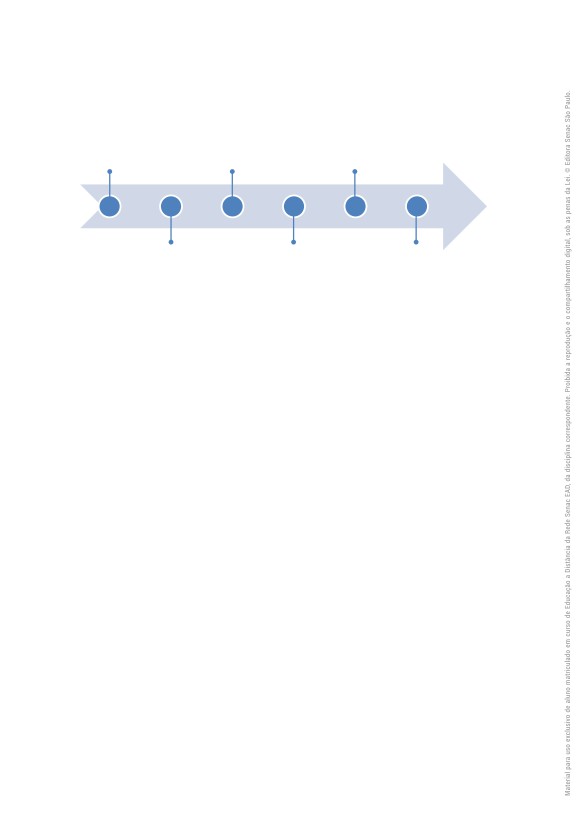 Material para uso exclusivo de aluno matriculado em curso de Educação a Distância da Rede Senac EAD, da disciplina correspondente. Proibida a reprodução e o compartilhamento digital, sob as penas da Lei. © Editora Senac São Paulo.